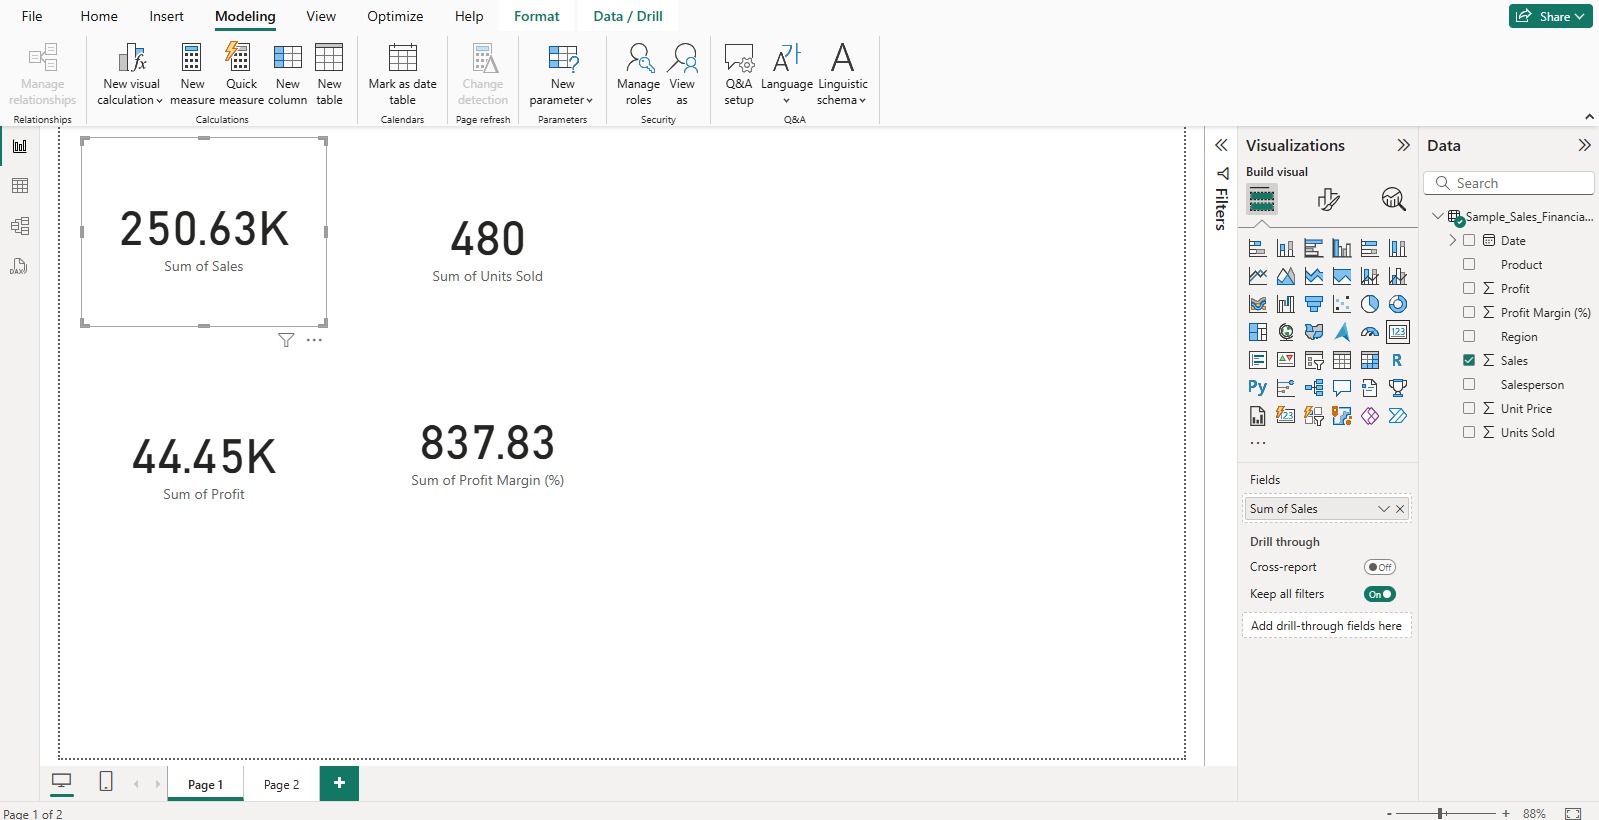 File Home Insert Modeling View Optimize Help Format Data / Drill Share
Manage relationships
New visual calculation
New measure
Quick measure
New column
New table
Mark as date table
Change detection
New parameter
Manage roles
View as
Q&A setup
Language
Linguistic schema
Relationships Calculations Calendars Page refresh Parameters Security Q&A
DAX
250.63K
Sum of Sales
480
Sum of Units Sold
44.45K
Sum of Profit
837.83
Sum of Profit Margin (%)
Filters
Visualizations
Build visual
123
R
Py
123
Fields
Sum of Sales
Drill through
Cross-report Off
Keep all filters On
Add drill-through fields here
Data
Search
Sample_Sales_Financia...
Date
Product
Σ Profit
Σ Profit Margin (%)
Region
Σ Sales
Salesperson
Σ Unit Price
Σ Units Sold
Page 1 Page 2 +
Page 1 of 2
- + 88%